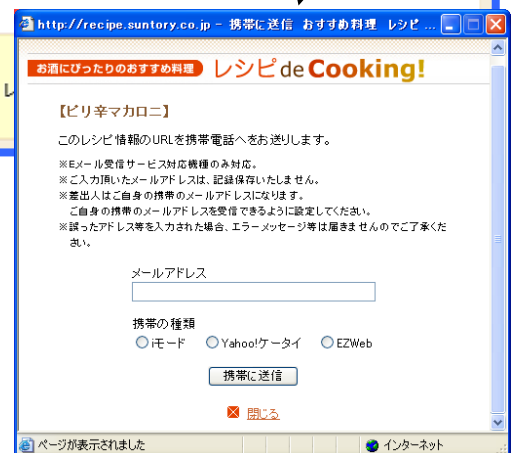 http://recipe.suntory.co.jp - 携帯に送信 おすすめ料理 レシピ ...
お酒にぴったりのおすすめ料理 レシピ de Cooking!
【ピリ辛マカロニ】
このレシピ情報のURLを携帯電話へをお送りします。
※Eメール受信サービス対応機種のみ対応。
※ご入力頂いたメールアドレスは、記録保存いたしません。
※差出人はご自身の携帯のメールアドレスになります。
ご自身の携帯のメールアドレスを受信できるように設定してください。
※誤ったアドレス等を入力された場合、エラーメッセージ等は届きませんのでご了承くだ
さい。
メールアドレス
携帯の種類
iモード Yahoo!ケータイ EZWeb
携帯に送信
閉じる
ページが表示されました インターネット